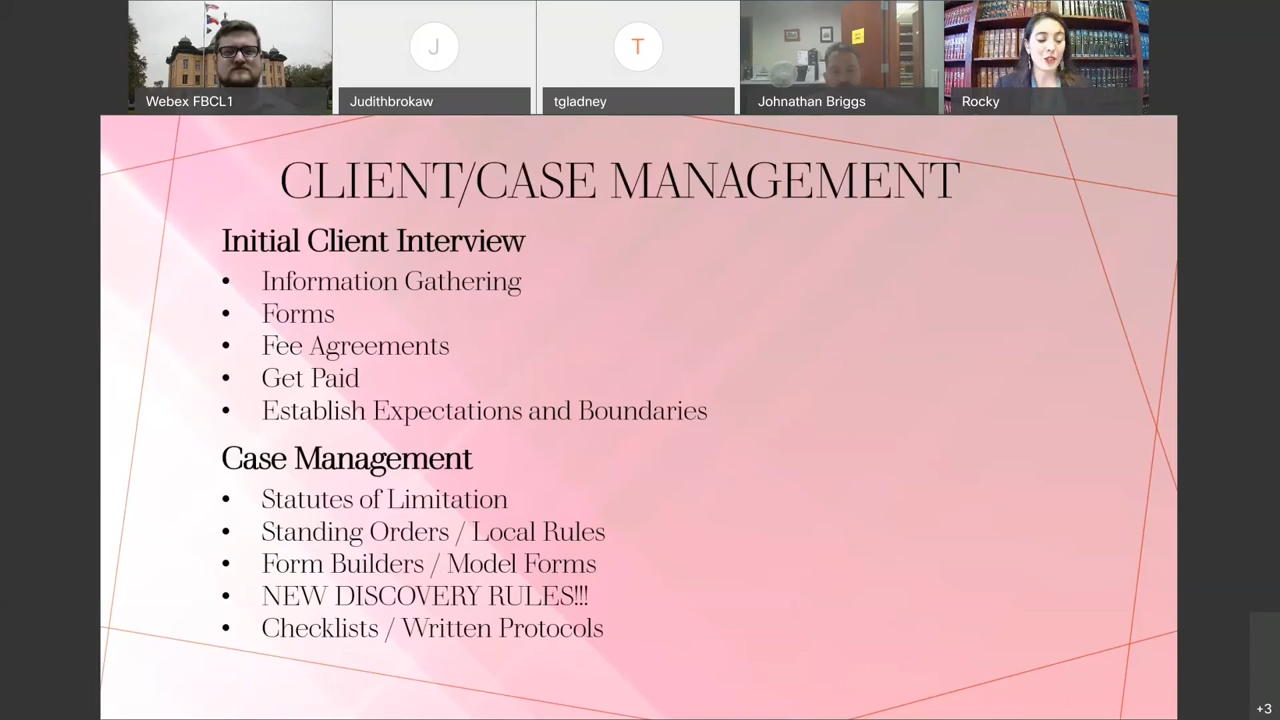 J
T
Webex FBCL1
Judithbrokaw
tgladney
Johnathan Briggs
Rocky
CLIENT/CASE MANAGEMENT
Initial Client Interview
• Information Gathering
• Forms
• Fee Agreements
• Get Paid
• Establish Expectations and Boundaries
Case Management
• Statutes of Limitation
• Standing Orders / Local Rules
• Form Builders / Model Forms
• NEW DISCOVERY RULES!!!
• Checklists / Written Protocols
+3